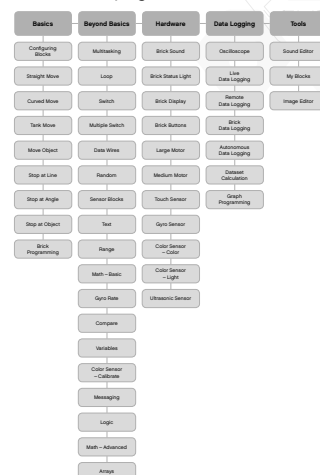 Basics
Beyond Basics
Hardware
Data Logging
Tools
Configuring
Blocks
Straight Move
Curved Move
Tank Move
Move Object
Stop at Line
Stop at Angle
Stop at Object
Brick
Programming
Multitasking
Loop
Switch
Multiple Switch
Data Wires
Random
Sensor Blocks
Text
Range
Math – Basic
Gyro Rate
Compare
Variables
Color Sensor
– Calibrate
Messaging
Logic
Math – Advanced
Arrays
Brick Sound
Brick Status Light
Brick Display
Brick Buttons
Large Motor
Medium Motor
Touch Sensor
Gyro Sensor
Color Sensor
– Color
Color Sensor
– Light
Ultrasonic Sensor
Oscilloscope
Live
Data Logging
Remote
Data Logging
Brick
Data Logging
Autonomous
Data Logging
Dataset
Calculation
Graph
Programming
Sound Editor
My Blocks
Image Editor